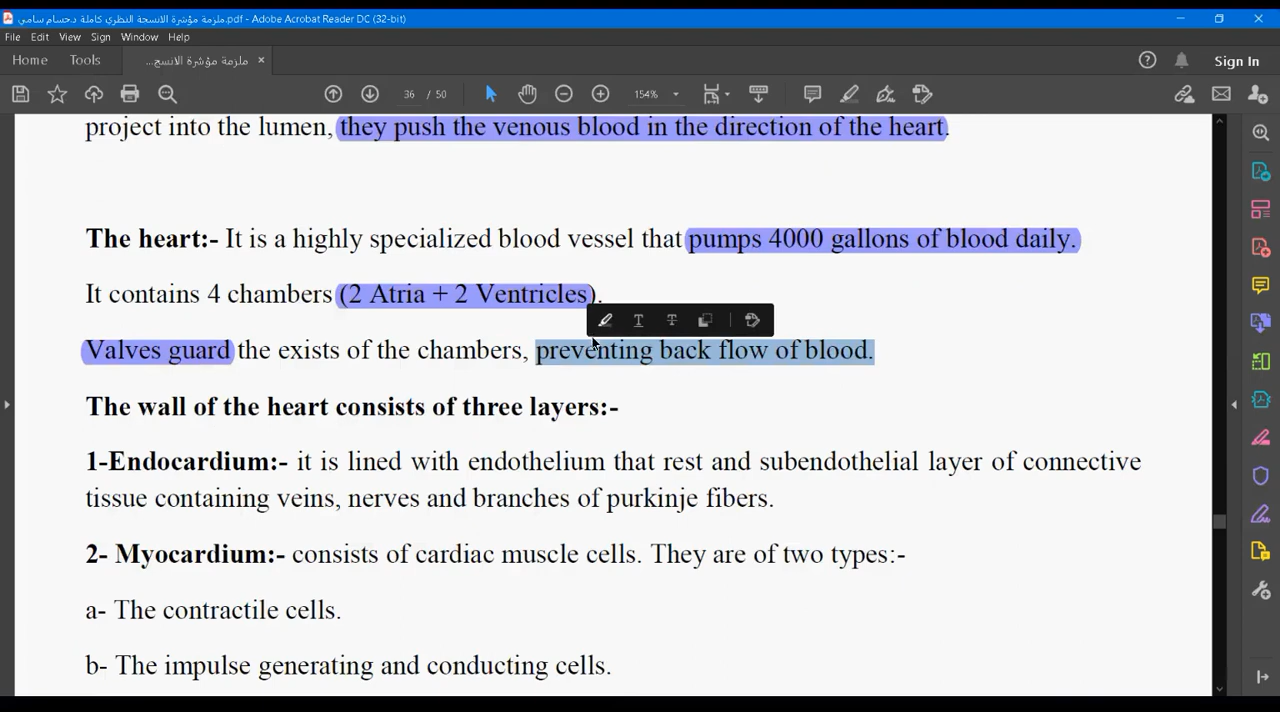 ملزمة مؤشرة الانسجة النظري كاملة د.حسام سامي.pdf - Adobe Acrobat Reader DC (32-bit)
File Edit View Sign Window Help
Home Tools ملزمة مؤشرة الانسج... × Sign In
36 / 50 154%
project into the lumen, they push the venous blood in the direction of the heart.
The heart:- It is a highly specialized blood vessel that pumps 4000 gallons of blood daily.
It contains 4 chambers (2 Atria + 2 Ventricles).
Valves guard the exists of the chambers, preventing back flow of blood.
The wall of the heart consists of three layers:-
1-Endocardium:- it is lined with endothelium that rest and subendothelial layer of connective
tissue containing veins, nerves and branches of purkinje fibers.
2- Myocardium:- consists of cardiac muscle cells. They are of two types:-
a- The contractile cells.
b- The impulse generating and conducting cells.